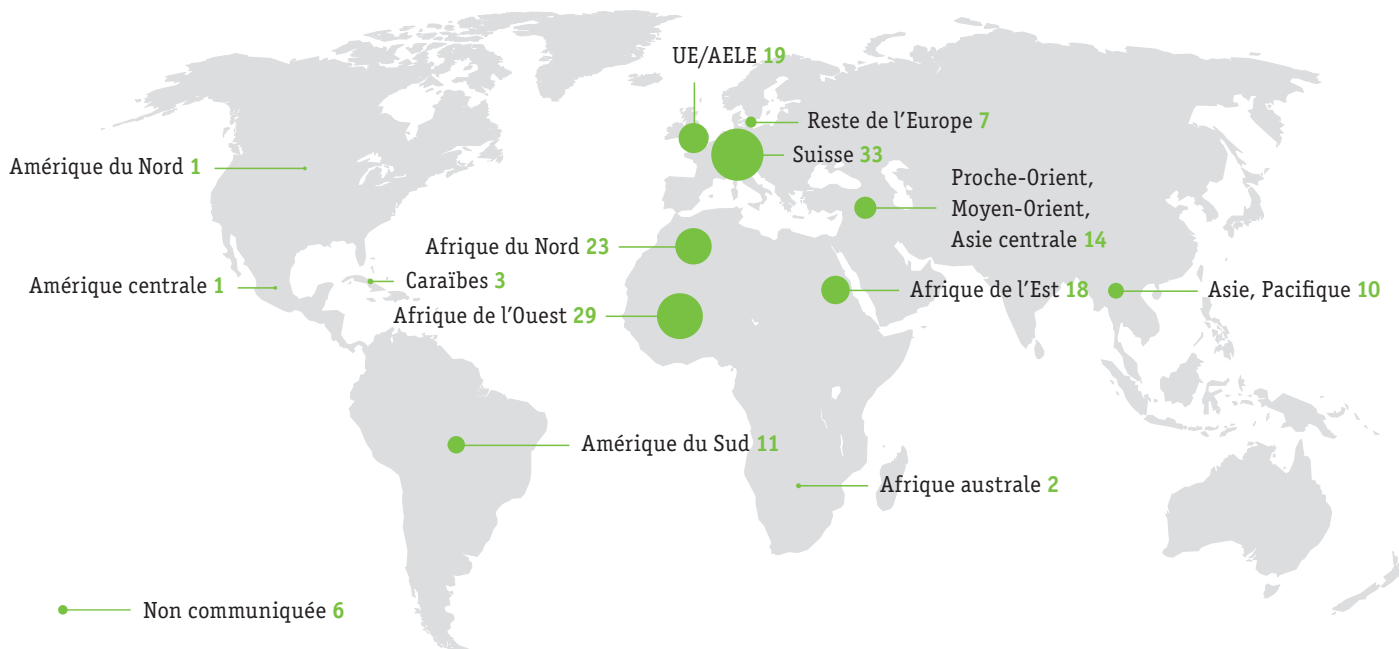 UE/AELE 19
Reste de l’Europe 7
Suisse 33
Amérique du Nord 1
Proche-Orient,
Moyen-Orient,
Asie centrale 14
Afrique du Nord 23
Caraïbes 3
Amérique centrale 1
Afrique de l’Est 18
Asie, Pacifique 10
Afrique de l’Ouest 29
Amérique du Sud 11
Afrique australe 2
Non communiquée 6